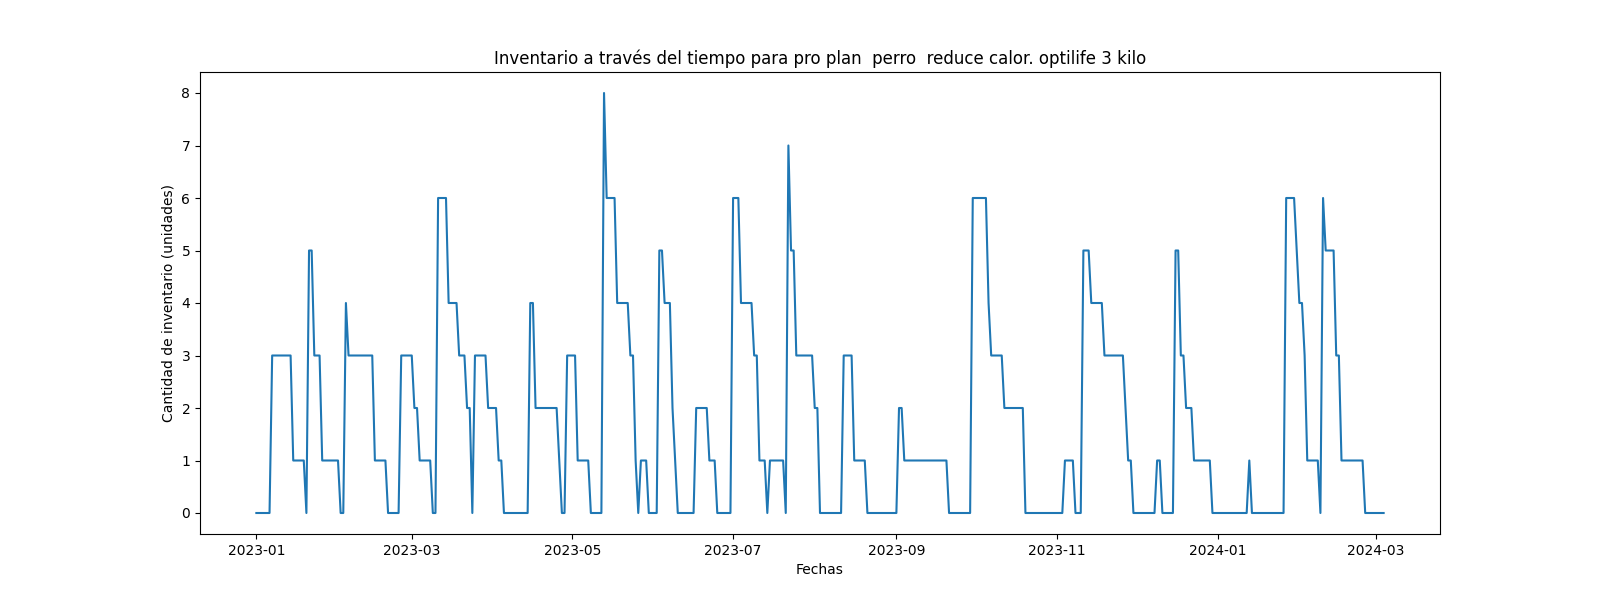 Inventario a través del tiempo para pro plan  perro  reduce calor. optilife 3 kilo
Cantidad de inventario (unidades)
8
7
6
5
4
3
2
1
0
2023-01 2023-03 2023-05 2023-07 2023-09 2023-11 2024-01 2024-03
Fechas